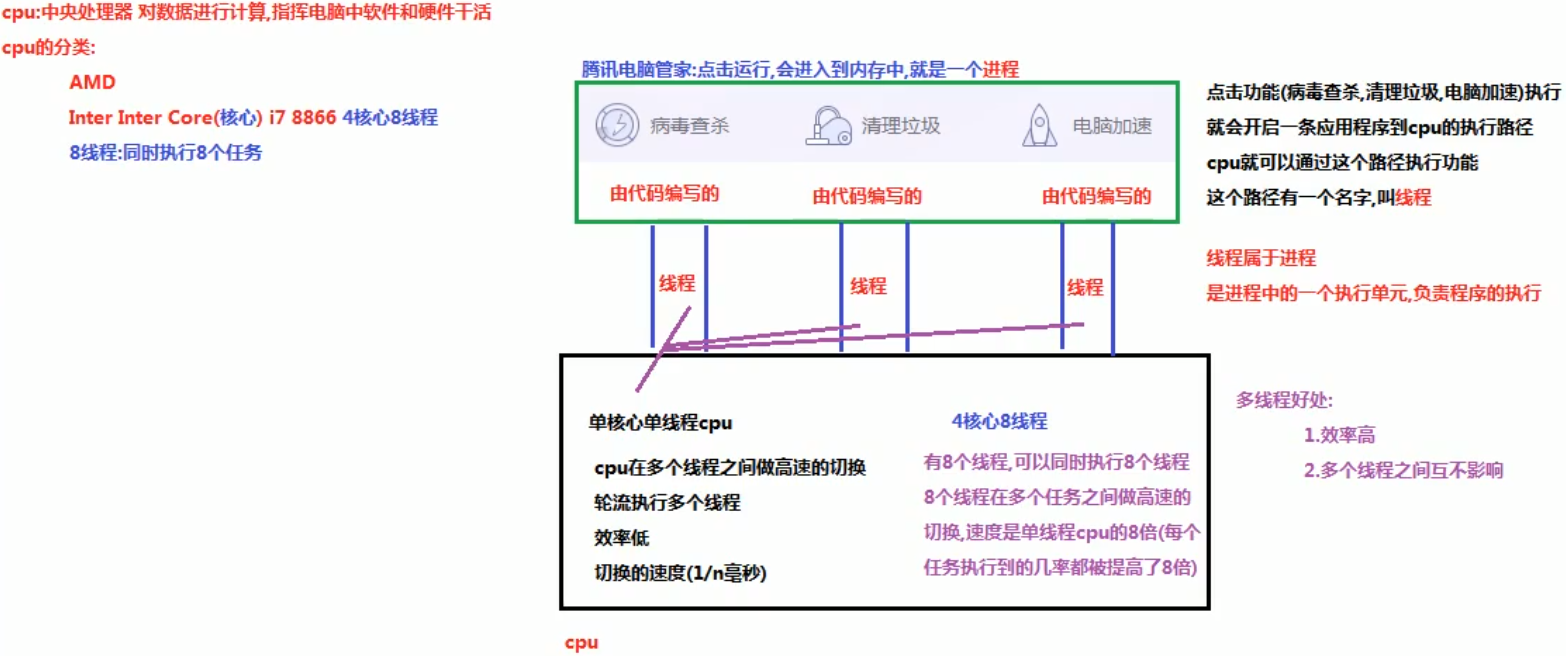 cpu:中央处理器 对数据进行计算,指挥电脑中软件和硬件干活
cpu的分类:
AMD
Inter Inter Core(核心) i7 8866 4核心8线程
8线程:同时执行8个任务
腾讯电脑管家:点击运行,会进入到内存中,就是一个进程
病毒查杀 清理垃圾 电脑加速
由代码编写的 由代码编写的 由代码编写的
线程 线程 线程
点击功能(病毒查杀,清理垃圾,电脑加速)执行
就会开启一条应用程序到cpu的执行路径
cpu就可以通过这个路径执行功能
这个路径有一个名字,叫线程
线程属于进程
是进程中的一个执行单元,负责程序的执行
单核心单线程cpu
cpu在多个线程之间做高速的切换
轮流执行多个线程
效率低
切换的速度(1/n毫秒)
4核心8线程
有8个线程,可以同时执行8个线程
8个线程在多个任务之间做高速的
切换,速度是单线程cpu的8倍(每个
任务执行到的几率都被提高了8倍)
多线程好处:
1.效率高
2.多个线程之间互不影响
cpu